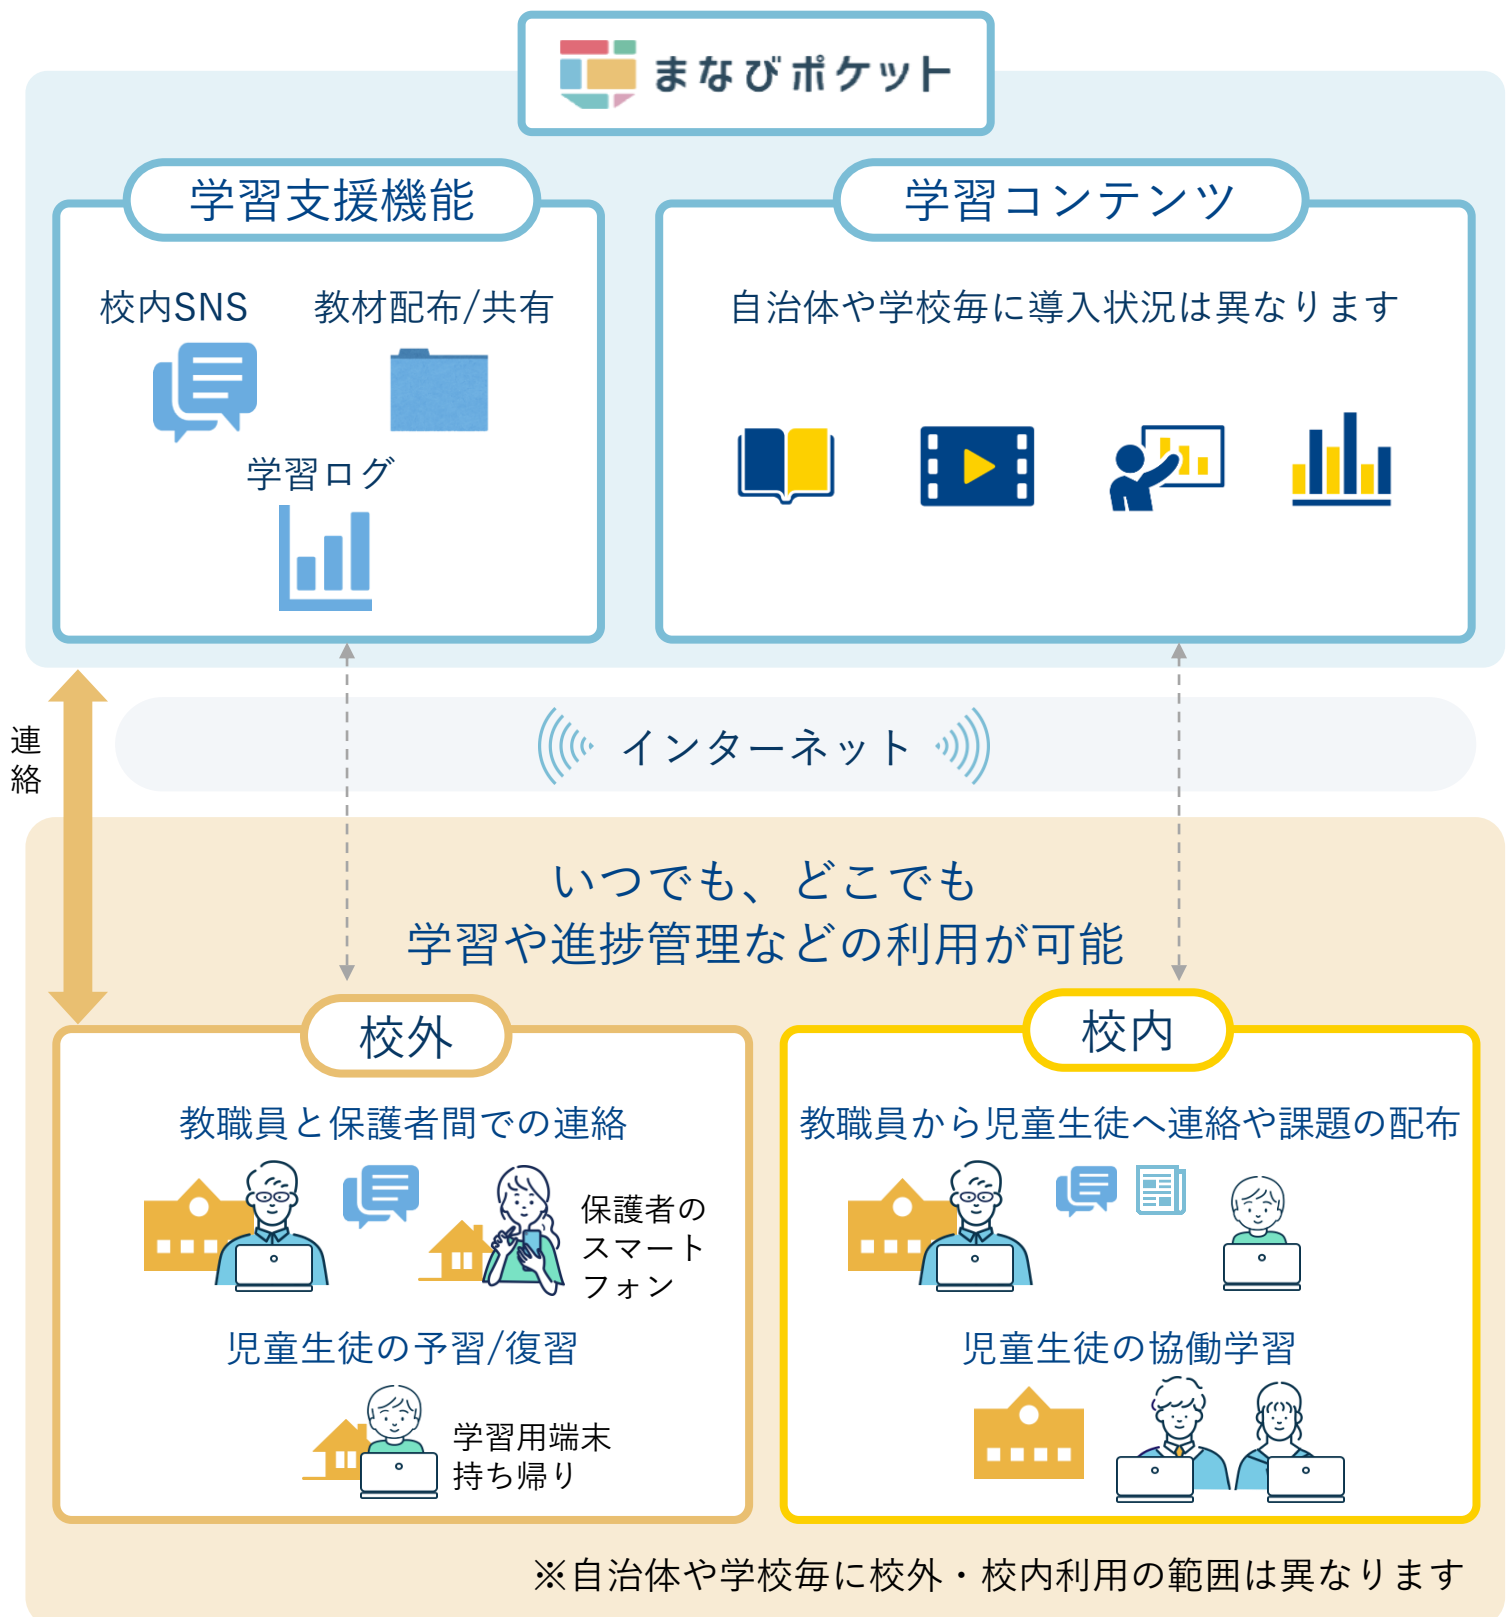 まなびポケット
学習支援機能
学習コンテンツ
校内SNS
教材配布/共有
学習ログ
自治体や学校毎に導入状況は異なります
連
絡
インターネット
いつでも、どこでも
学習や進捗管理などの利用が可能
校外
教職員と保護者間での連絡
保護者の
スマート
フォン
児童生徒の予習/復習
学習用端末
持ち帰り
校内
教職員から児童生徒へ連絡や課題の配布
児童生徒の協働学習
※自治体や学校毎に校外・校内利用の範囲は異なります